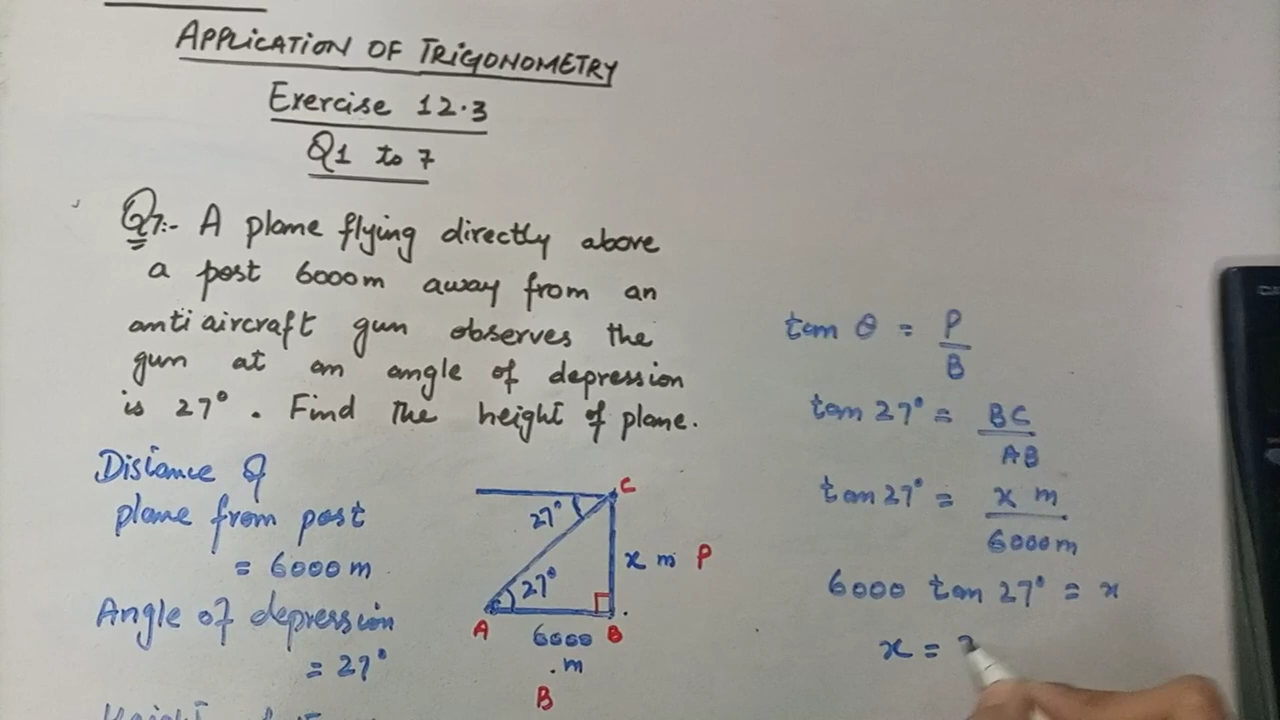 APPLICATION OF TRIGONOMETRY
Exercise 12.3
Q1 to 7
Q7:- A plane flying directly above
a post 6000m away from an
anti aircraft gun observes the
gun at an angle of depression
is 27°. Find the height of plane.
Distance of
plane from post
= 6000m
Angle of depression
= 27°
Height
C
27°
x m P
27°
A 6000 B
m
B
tan θ = P
B
tan 27° = BC
AB
tan 27° = x m
6000m
6000 tan 27° = x
x =